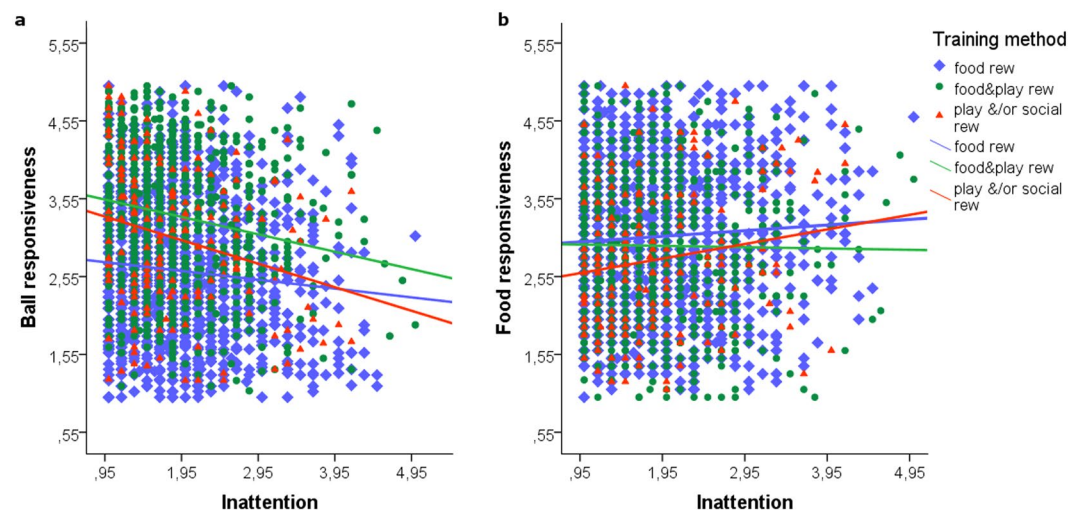 a
b
Training method
food rew
food&play rew
play &/or social
rew
food rew
food&play rew
play &/or social
rew
Ball responsiveness
5,55
4,55
3,55
2,55
1,55
,55
,95
1,95
2,95
3,95
4,95
Inattention
Food responsiveness
5,55
4,55
3,55
2,55
1,55
,55
,95
1,95
2,95
3,95
4,95
Inattention